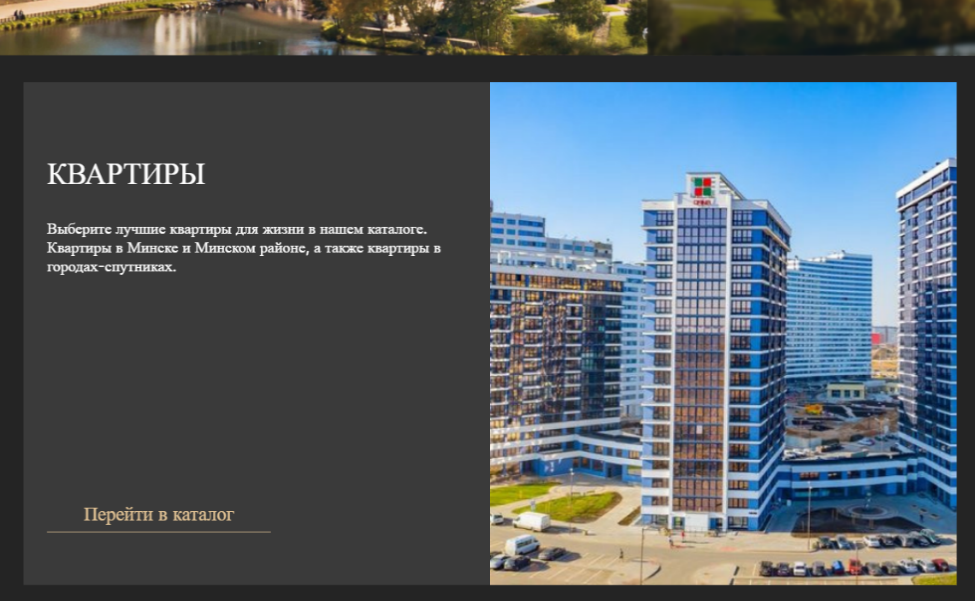 КВАРТИРЫ
Выберите лучшие квартиры для жизни в нашем каталоге.
Квартиры в Минске и Минском районе, а также квартиры в
городах-спутниках.
Перейти в каталог